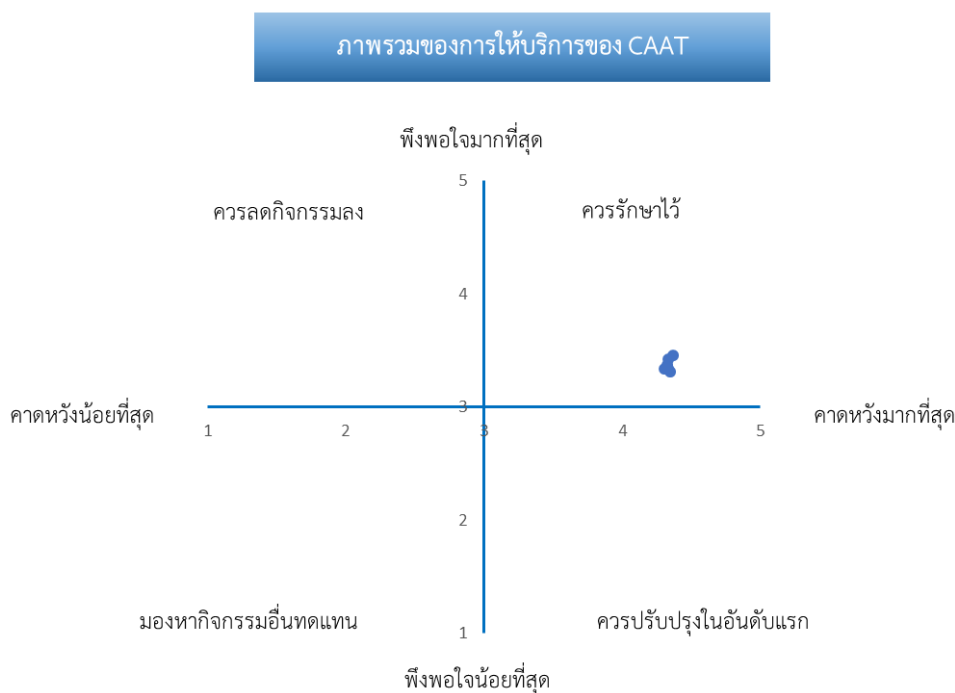 ภาพรวมของการให้บริการของ CAAT
พึงพอใจมากที่สุด
5
ควรลดกิจกรรมลง
ควรรักษาไว้
4
คาดหวังน้อยที่สุด
3
คาดหวังมากที่สุด
1 2 3 4 5
2
มองหากิจกรรมอื่นทดแทน
1
ควรปรับปรุงในอันดับแรก
พึงพอใจน้อยที่สุด